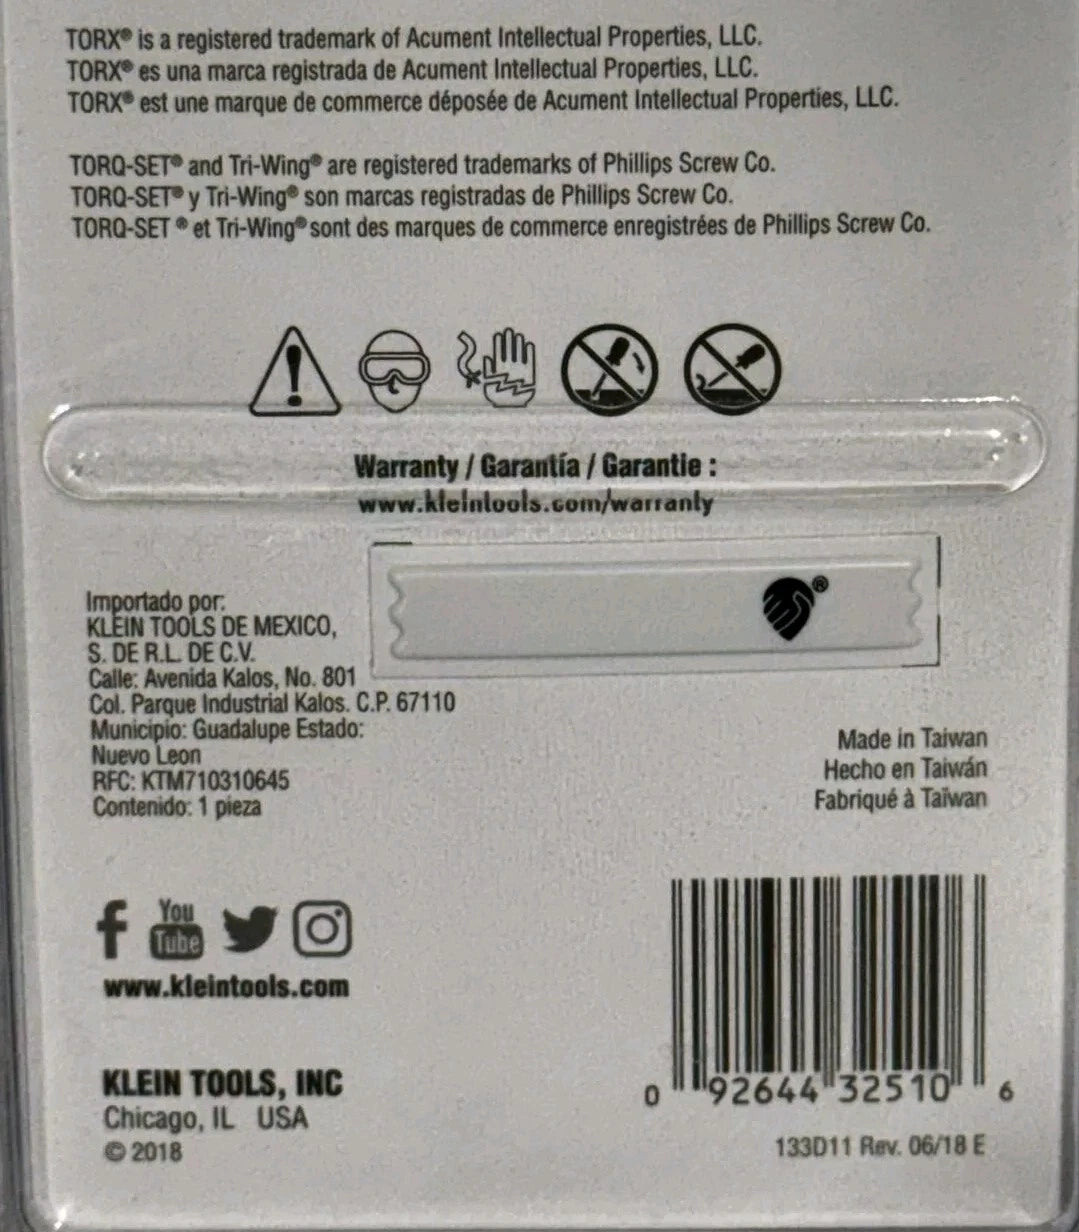 TORX® is a registered trademark of Acument Intellectual Properties, LLC.
TORX® es una marca registrada de Acument Intellectual Properties, LLC.
TORX® est une marque de commerce déposée de Acument Intellectual Properties, LLC.
TORQ-SET® and Tri-Wing® are registered trademarks of Phillips Screw Co.
TORQ-SET® y Tri-Wing® son marcas registradas de Phillips Screw Co.
TORQ-SET ® et Tri-Wing® sont des marques de commerce enregistrées de Phillips Screw Co.
Warranty / Garantía / Garantie :
www.kleintools.com/warranty
®
Importado por:
KLEIN TOOLS DE MEXICO,
S. DE R.L. DE C.V.
Calle: Avenida Kalos, No. 801
Col. Parque Industrial Kalos. C.P. 67110
Municipio: Guadalupe Estado:
Nuevo Leon
RFC: KTM710310645
Contenido: 1 pieza
Made in Taiwan
Hecho en Taiwán
Fabriqué à Taïwan
You
Tube
www.kleintools.com
KLEIN TOOLS, INC
Chicago, IL USA
© 2018
0 92644 32510 6
133D11 Rev. 06/18 E